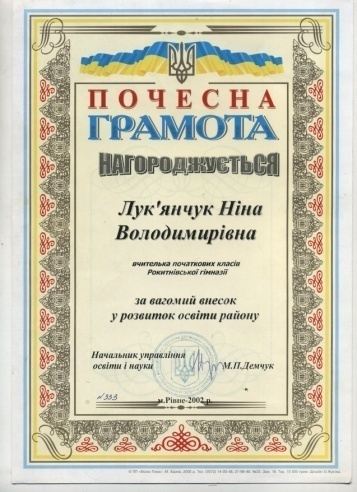 ПОЧЕСНА
ГРАМОТА
НАГОРОДЖУЄТЬСЯ
Лук'янчук Ніна
Володимирівна
вчителька початкових класів
Рокитнівської гімназії
за вагомий внесок
у розвиток освіти району
Начальник управління
освіти і науки М.П.Демчук
№353
м.Рівне-2002 р.